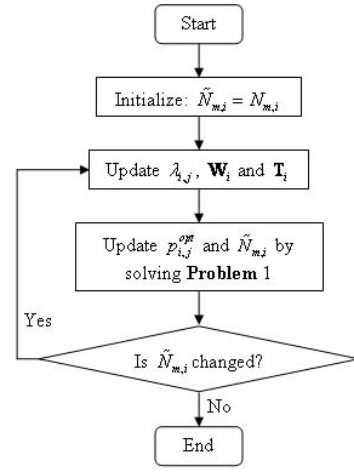 Start
Initialize: Ñ_{m,i} = N_{m,i}
Update λ_{i,j}, W_i and T_i
Update p_{i,j}^{opt} and Ñ_{m,i} by
solving Problem 1
Yes
Is Ñ_{m,i} changed?
No
End